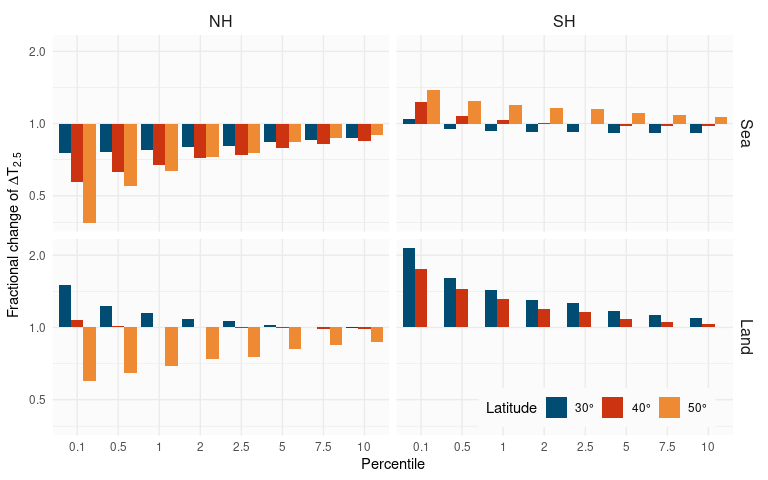 NH SH
2.0
1.0
0.5
Sea
2.0
1.0
0.5
Land
Fractional change of ΔT2.5
Latitude 30° 40° 50°
0.1 0.5 1 2 2.5 5 7.5 10 0.1 0.5 1 2 2.5 5 7.5 10
Percentile